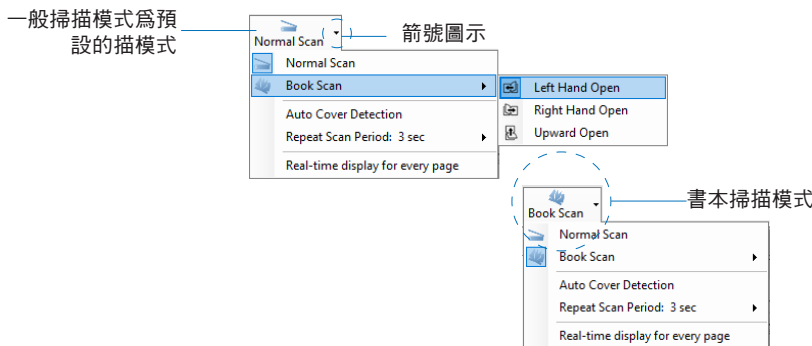 一般掃描模式爲預
設的描模式
Normal Scan
箭號圖示
Normal Scan
Book Scan
Auto Cover Detection
Repeat Scan Period: 3 sec
Real-time display for every page
Left Hand Open
Right Hand Open
Upward Open
Book Scan
書本掃描模式
Normal Scan
Book Scan
Auto Cover Detection
Repeat Scan Period: 3 sec
Real-time display for every page